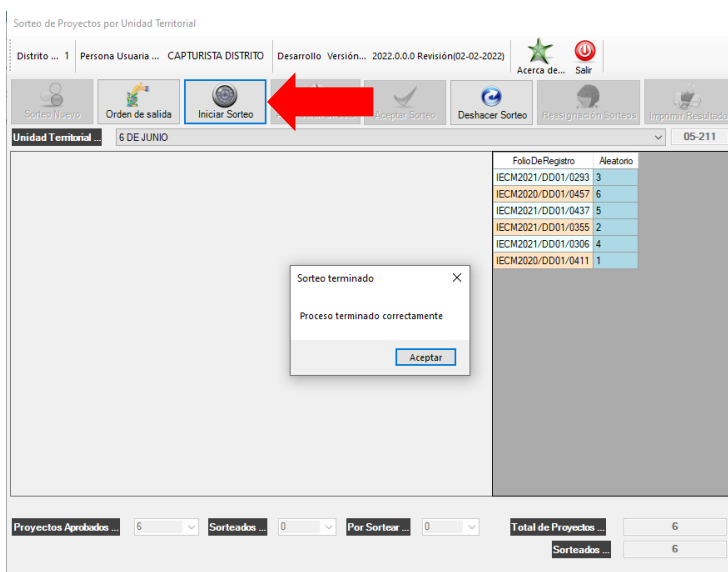 Sorteo de Proyectos por Unidad Territorial
Distrito ... 1 Persona Usuaria ... CAPTURISTA DISTRITO Desarrollo Versión... 2022.0.0.0 Revisión(02-02-2022) Acerca de... Salir
Sorteo Nuevo Orden de salida Iniciar Sorteo Aceptar Sorteo Deshacer Sorteo Reasignación Sorteos Imprimir Resultado
Unidad Territorial ... 6 DE JUNIO 05-211
FolioDeRegistro Aleatorio
IECM2021/DD01/0293 3
IECM2020/DD01/0457 6
IECM2021/DD01/0437 5
IECM2021/DD01/0355 2
IECM2021/DD01/0306 4
IECM2020/DD01/0411 1
Sorteo terminado
Proceso terminado correctamente
Aceptar
Proyectos Aprobados ... 6 Sorteados ... 0 Por Sortear ... 0 Total de Proyectos ... 6
Sorteados ... 6